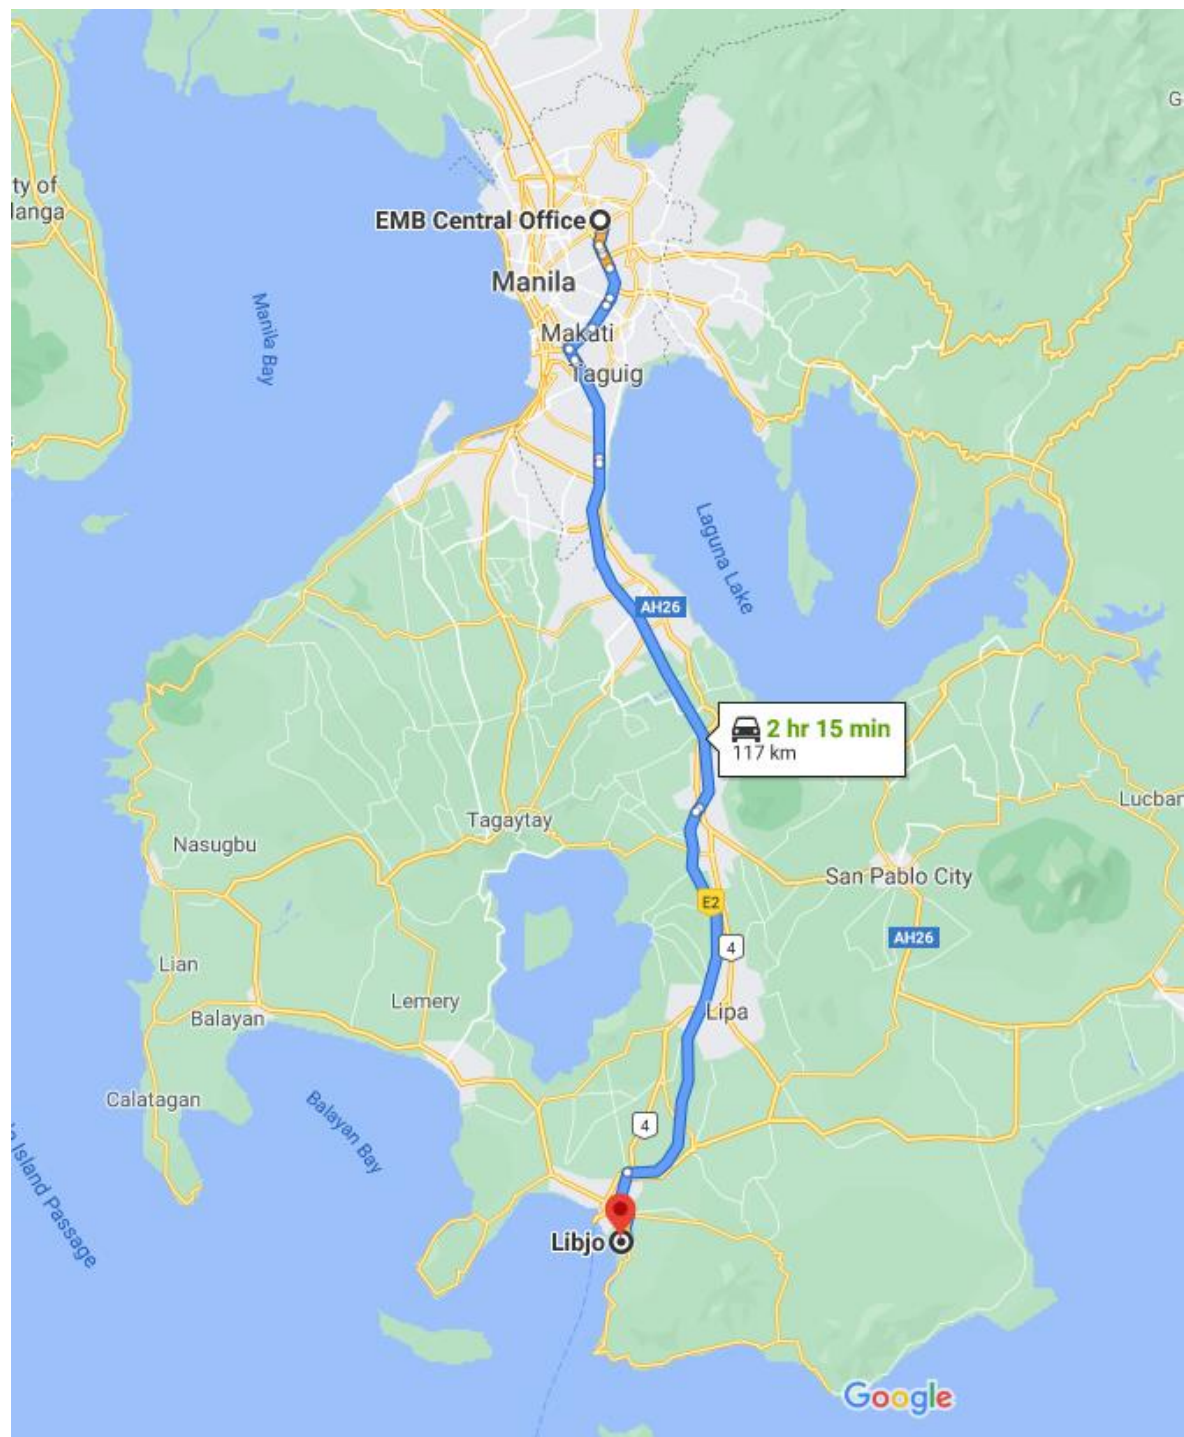 G
ty of
langa
EMB Central Office
Manila
Manila Bay
Makati
Taguig
Laguna Lake
AH26
2 hr 15 min
117 km
Tagaytay
Lucban
Nasugbu
San Pablo City
E2
AH26
4
Lian
Lemery
Lipa
Balayan
Calatagan
Balayan Bay
4
Island Passage
Libjo
Google